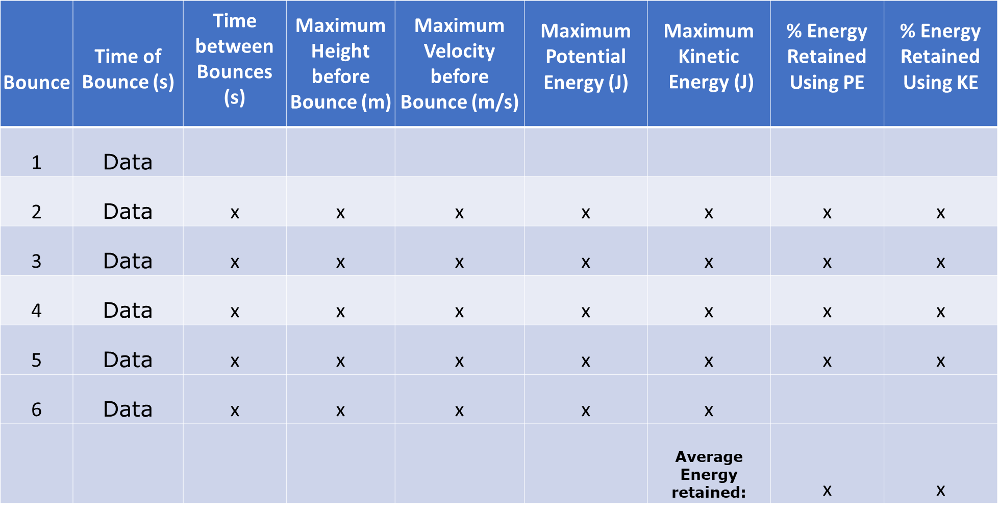 Bounce
Time of
Bounce (s)
Time
between
Bounces
(s)
Maximum
Height
before
Bounce (m)
Maximum
Velocity
before
Bounce (m/s)
Maximum
Potential
Energy (J)
Maximum
Kinetic
Energy (J)
% Energy
Retained
Using PE
% Energy
Retained
Using KE
1 Data
2 Data x x x x x x x
3 Data x x x x x x x
4 Data x x x x x x x
5 Data x x x x x x x
6 Data x x x x x
Average
Energy
retained: x x